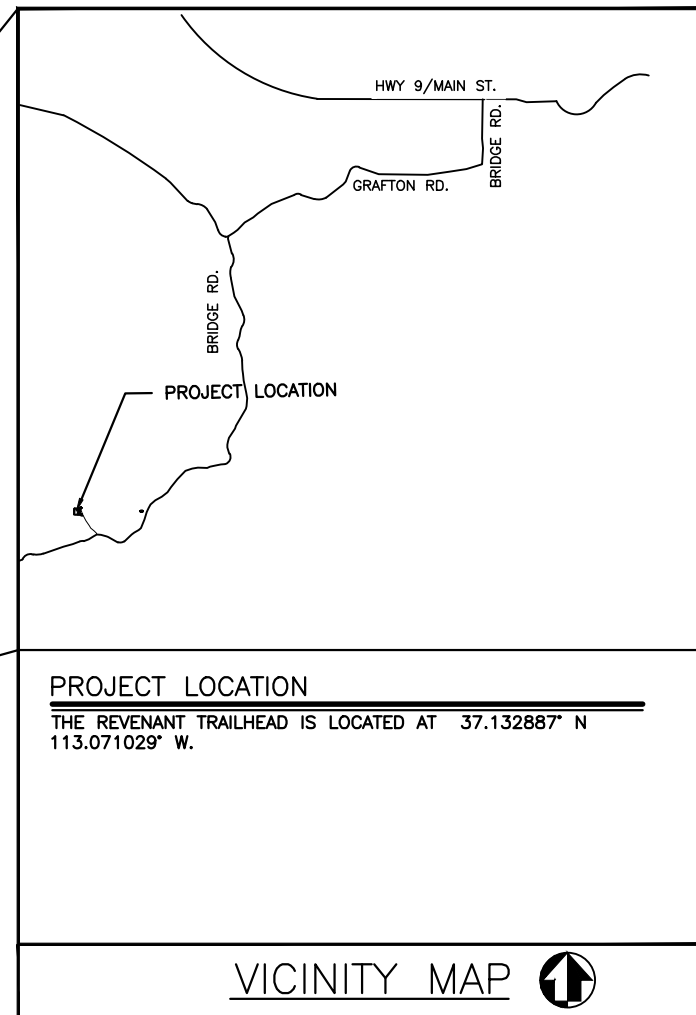 HWY 9/MAIN ST.
BRIDGE RD.
GRAFTON RD.
BRIDGE RD.
PROJECT LOCATION
PROJECT LOCATION
THE REVENANT TRAILHEAD IS LOCATED AT 37.132887° N
113.071029° W.
VICINITY MAP